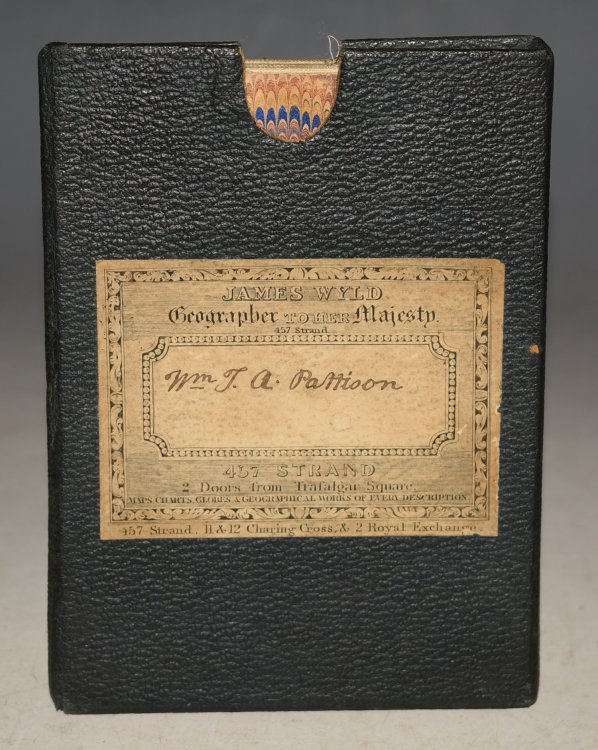 JAMES WYLD
Geographer TO HER Majesty.
457 Strand
Wm T. A. Pattison
457 STRAND
2 Doors from Trafalgar Square.
MAPS CHARTS, GLOBES, & GEOGRAPHICAL WORKS OF EVERY DESCRIPTION.
457 Strand, 11 & 12 Charing Cross, & 2 Royal Exchange